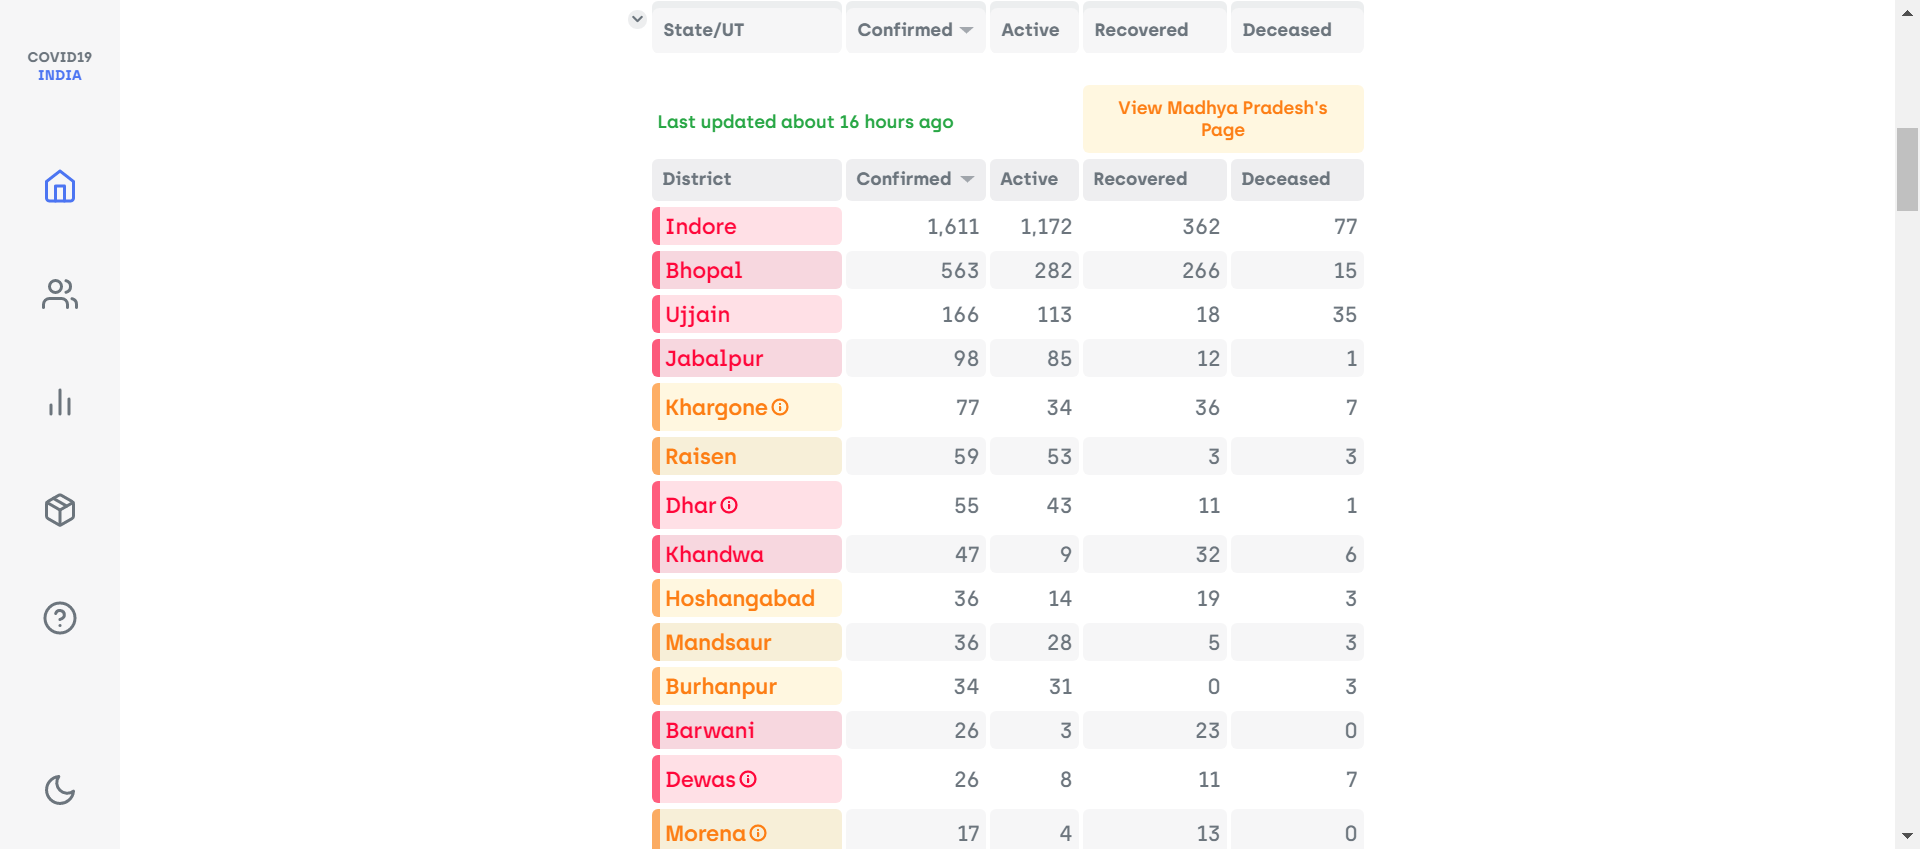 COVID19
INDIA
State/UT Confirmed Active Recovered Deceased
Last updated about 16 hours ago
View Madhya Pradesh's
Page
District Confirmed Active Recovered Deceased
Indore 1,611 1,172 362 77
Bhopal 563 282 266 15
Ujjain 166 113 18 35
Jabalpur 98 85 12 1
Khargone 77 34 36 7
Raisen 59 53 3 3
Dhar 55 43 11 1
Khandwa 47 9 32 6
Hoshangabad 36 14 19 3
Mandsaur 36 28 5 3
Burhanpur 34 31 0 3
Barwani 26 3 23 0
Dewas 26 8 11 7
Morena 17 4 13 0